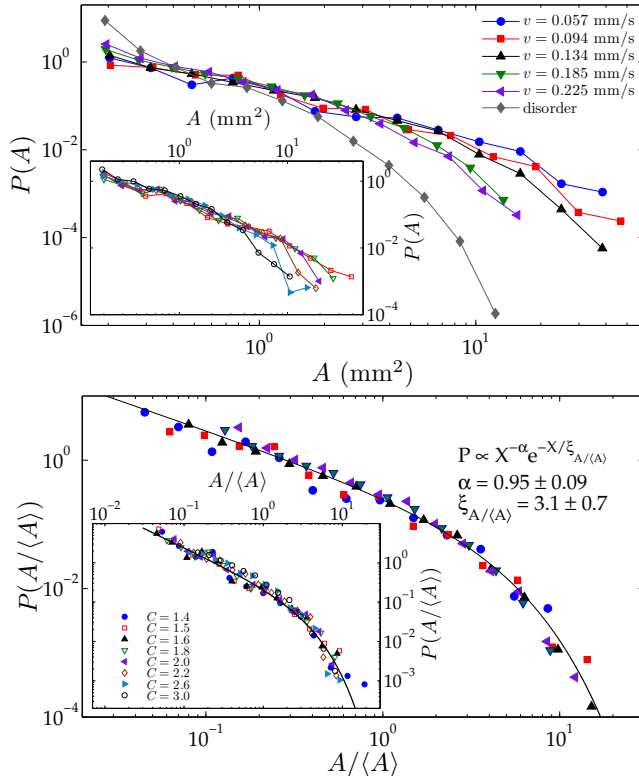 v = 0.057 mm/s
v = 0.094 mm/s
v = 0.134 mm/s
v = 0.185 mm/s
v = 0.225 mm/s
disorder
P(A)
10^0
10^-2
10^-4
10^-6
A (mm^2)
10^0
10^1
10^0
10^-2
10^-4
P(A)
10^0
10^1
A (mm^2)
P ∝ X^-α e^-X/ξ_A/⟨A⟩
α = 0.95 ± 0.09
ξ_A/⟨A⟩ = 3.1 ± 0.7
P(A/⟨A⟩)
10^0
10^-2
10^-4
A/⟨A⟩
10^-2
10^-1
10^0
10^1
10^0
10^-1
10^-2
10^-3
P(A/⟨A⟩)
C = 1.4
C = 1.5
C = 1.6
C = 1.8
C = 2.0
C = 2.2
C = 2.6
C = 3.0
10^-1
10^0
10^1
A/⟨A⟩